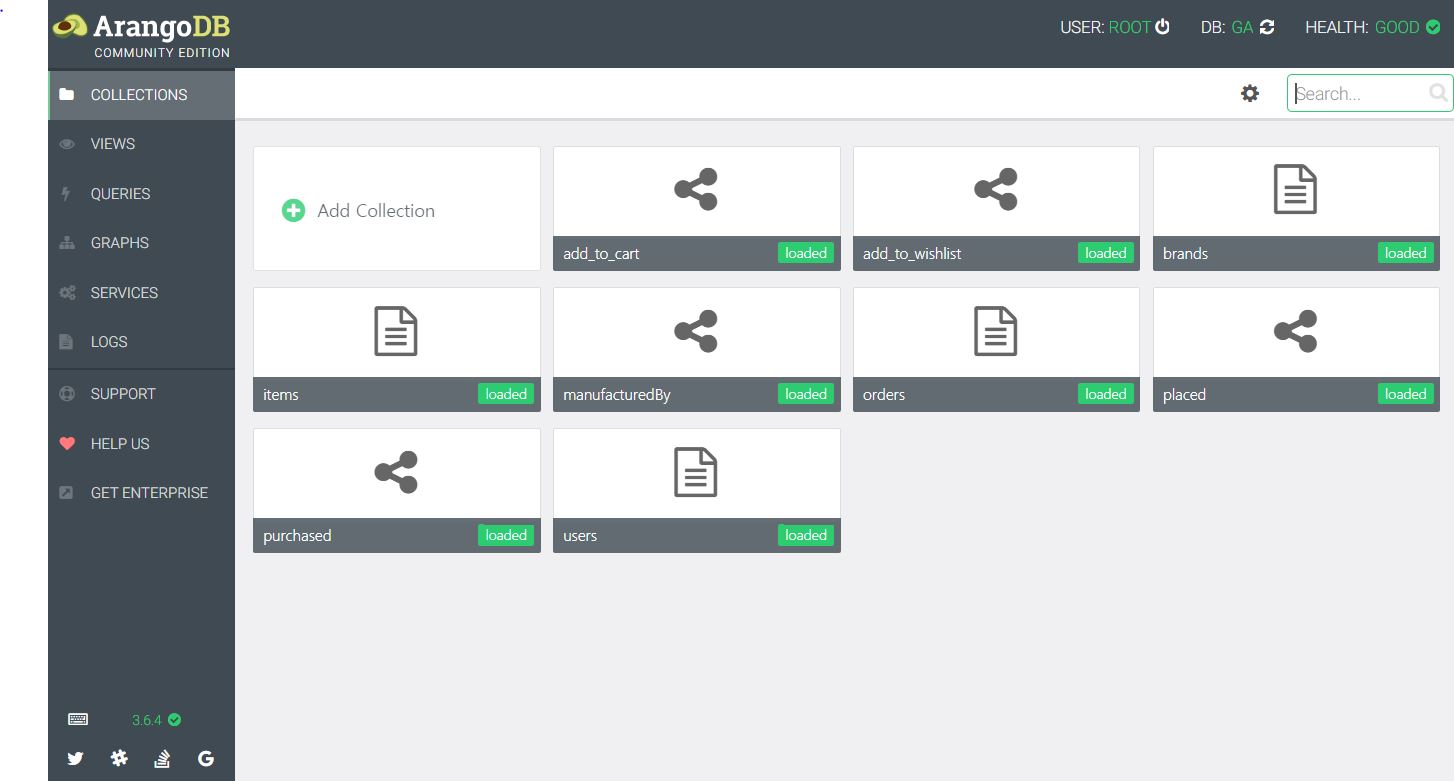 ArangoDB
COMMUNITY EDITION
USER: ROOT DB: GA HEALTH: GOOD
COLLECTIONS
VIEWS
QUERIES
GRAPHS
SERVICES
LOGS
SUPPORT
HELP US
GET ENTERPRISE
3.6.4
Search...
Add Collection
add_to_cart loaded
add_to_wishlist loaded
brands loaded
items loaded
manufacturedBy loaded
orders loaded
placed loaded
purchased loaded
users loaded